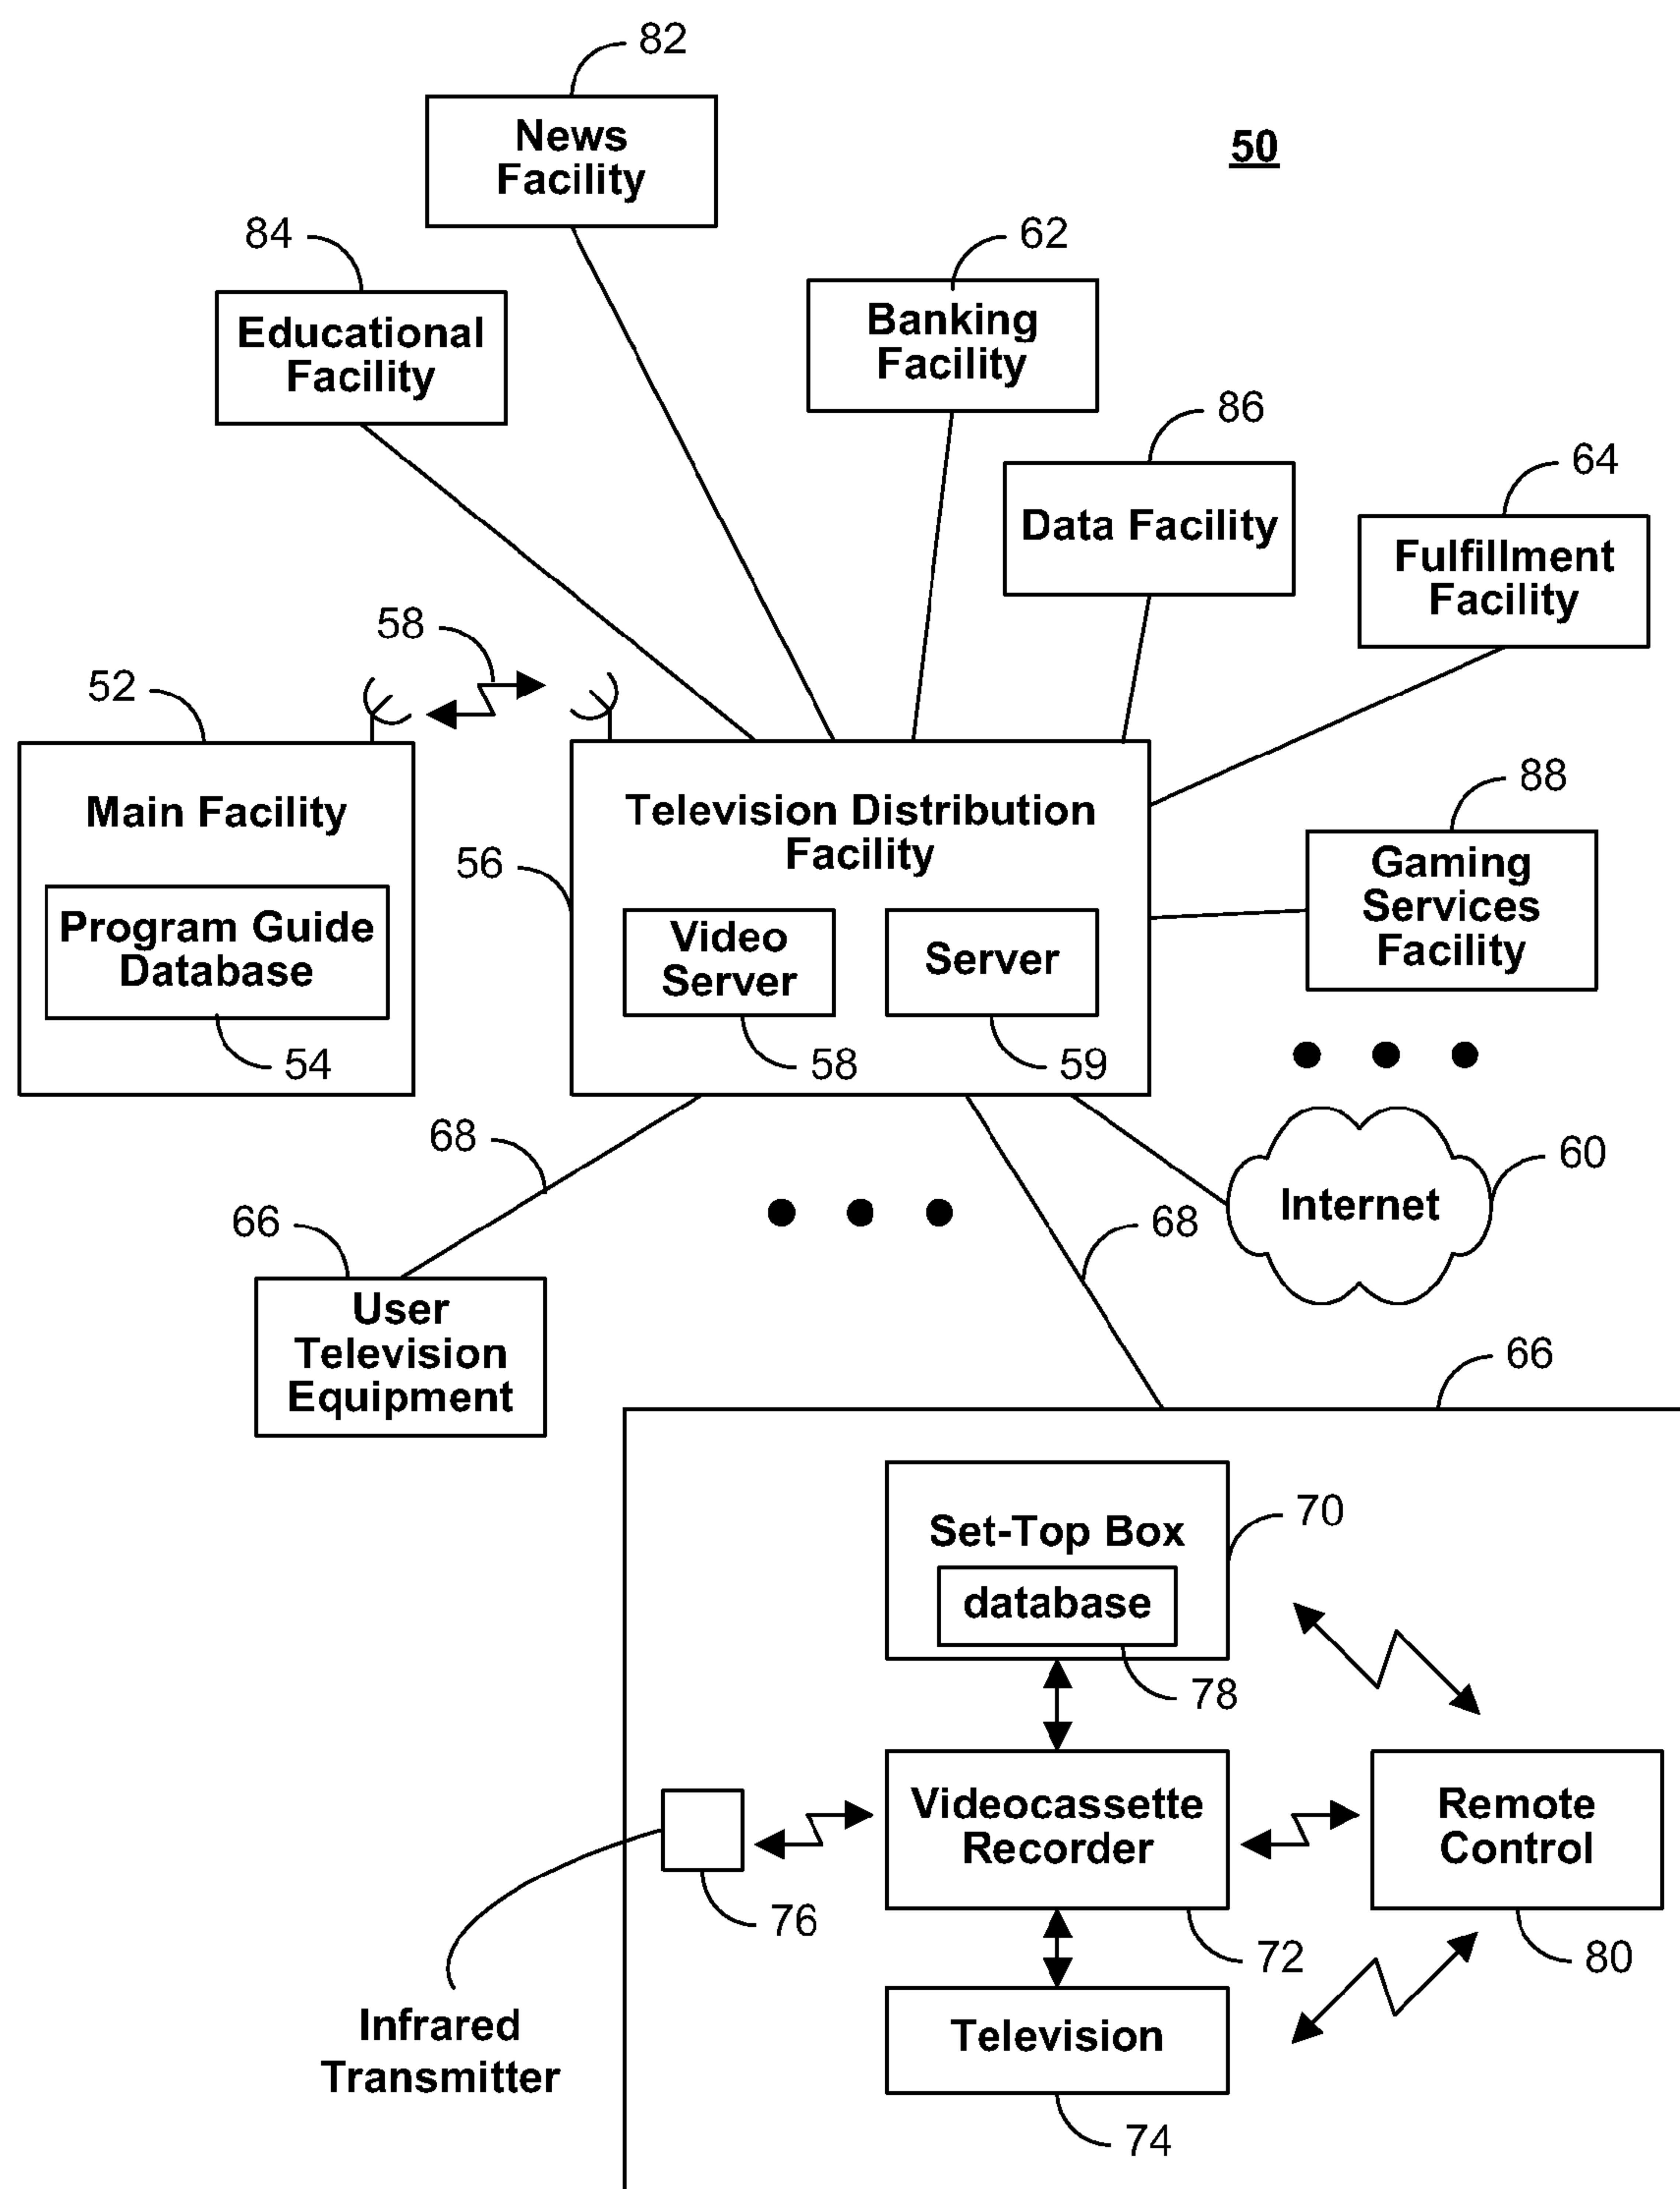 82
News
Facility
50
84
62
Educational
Facility
Banking
Facility
86
64
Data Facility
Fulfillment
Facility
58
52
Main Facility
Program Guide
Database
54
56
Television Distribution
Facility
Video
Server
58
Server
59
88
Gaming
Services
Facility
68
60
Internet
68
66
User
Television
Equipment
66
Set-Top Box
database
70
78
Videocassette
Recorder
72
Remote
Control
80
76
Infrared
Transmitter
Television
74